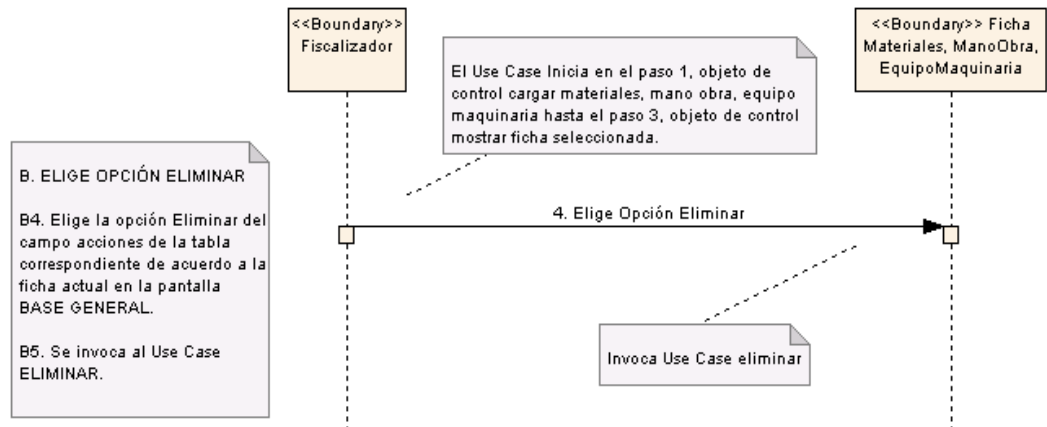 <<Boundary>>
Fiscalizador
<<Boundary>> Ficha
Materiales, ManoObra,
EquipoMaquinaria
El Use Case Inicia en el paso 1, objeto de
control cargar materiales, mano obra, equipo
maquinaria hasta el paso 3, objeto de control
mostrar ficha seleccionada.
B. ELIGE OPCIÓN ELIMINAR
B4. Elige la opción Eliminar del
campo acciones de la tabla
correspondiente de acuerdo a la
ficha actual en la pantalla
BASE GENERAL.
B5. Se invoca al Use Case
ELIMINAR.
4. Elige Opción Eliminar
Invoca Use Case eliminar